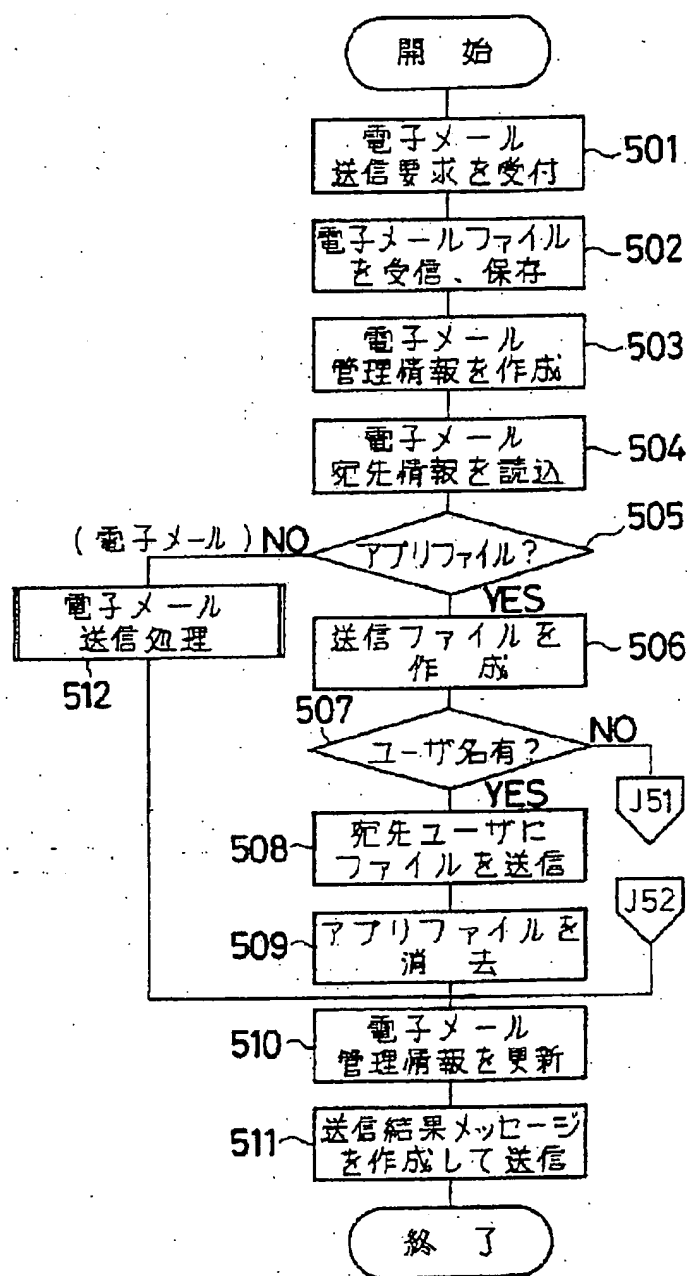 開始
電子メール
送信要求を受付
501
電子メールファイル
を受信、保存
502
電子メール
管理情報を作成
503
電子メール
宛先情報を読込
504
505
(電子メール) NO
アプリファイル?
YES
電子メール
送信処理
512
送信ファイルを
作成
506
507
ユーザ名有?
NO
J51
YES
508
宛先ユーザに
ファイルを送信
J52
509
アプリファイルを
消去
510
電子メール
管理情報を更新
511
送信結果メッセージ
を作成して送信
終了